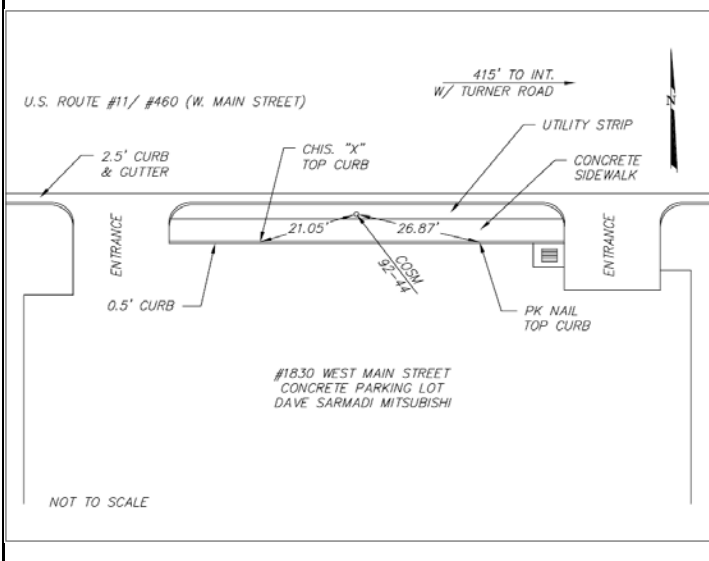 415' TO INT.
W/ TURNER ROAD
U.S. ROUTE #11/ #460 (W. MAIN STREET)
N
UTILITY STRIP
2.5' CURB
& GUTTER
CHIS. "X"
TOP CURB
CONCRETE
SIDEWALK
ENTRANCE
21.05'
26.87'
ENTRANCE
COSM
92-44
0.5' CURB
PK NAIL
TOP CURB
#1830 WEST MAIN STREET
CONCRETE PARKING LOT
DAVE SARMADI MITSUBISHI
NOT TO SCALE